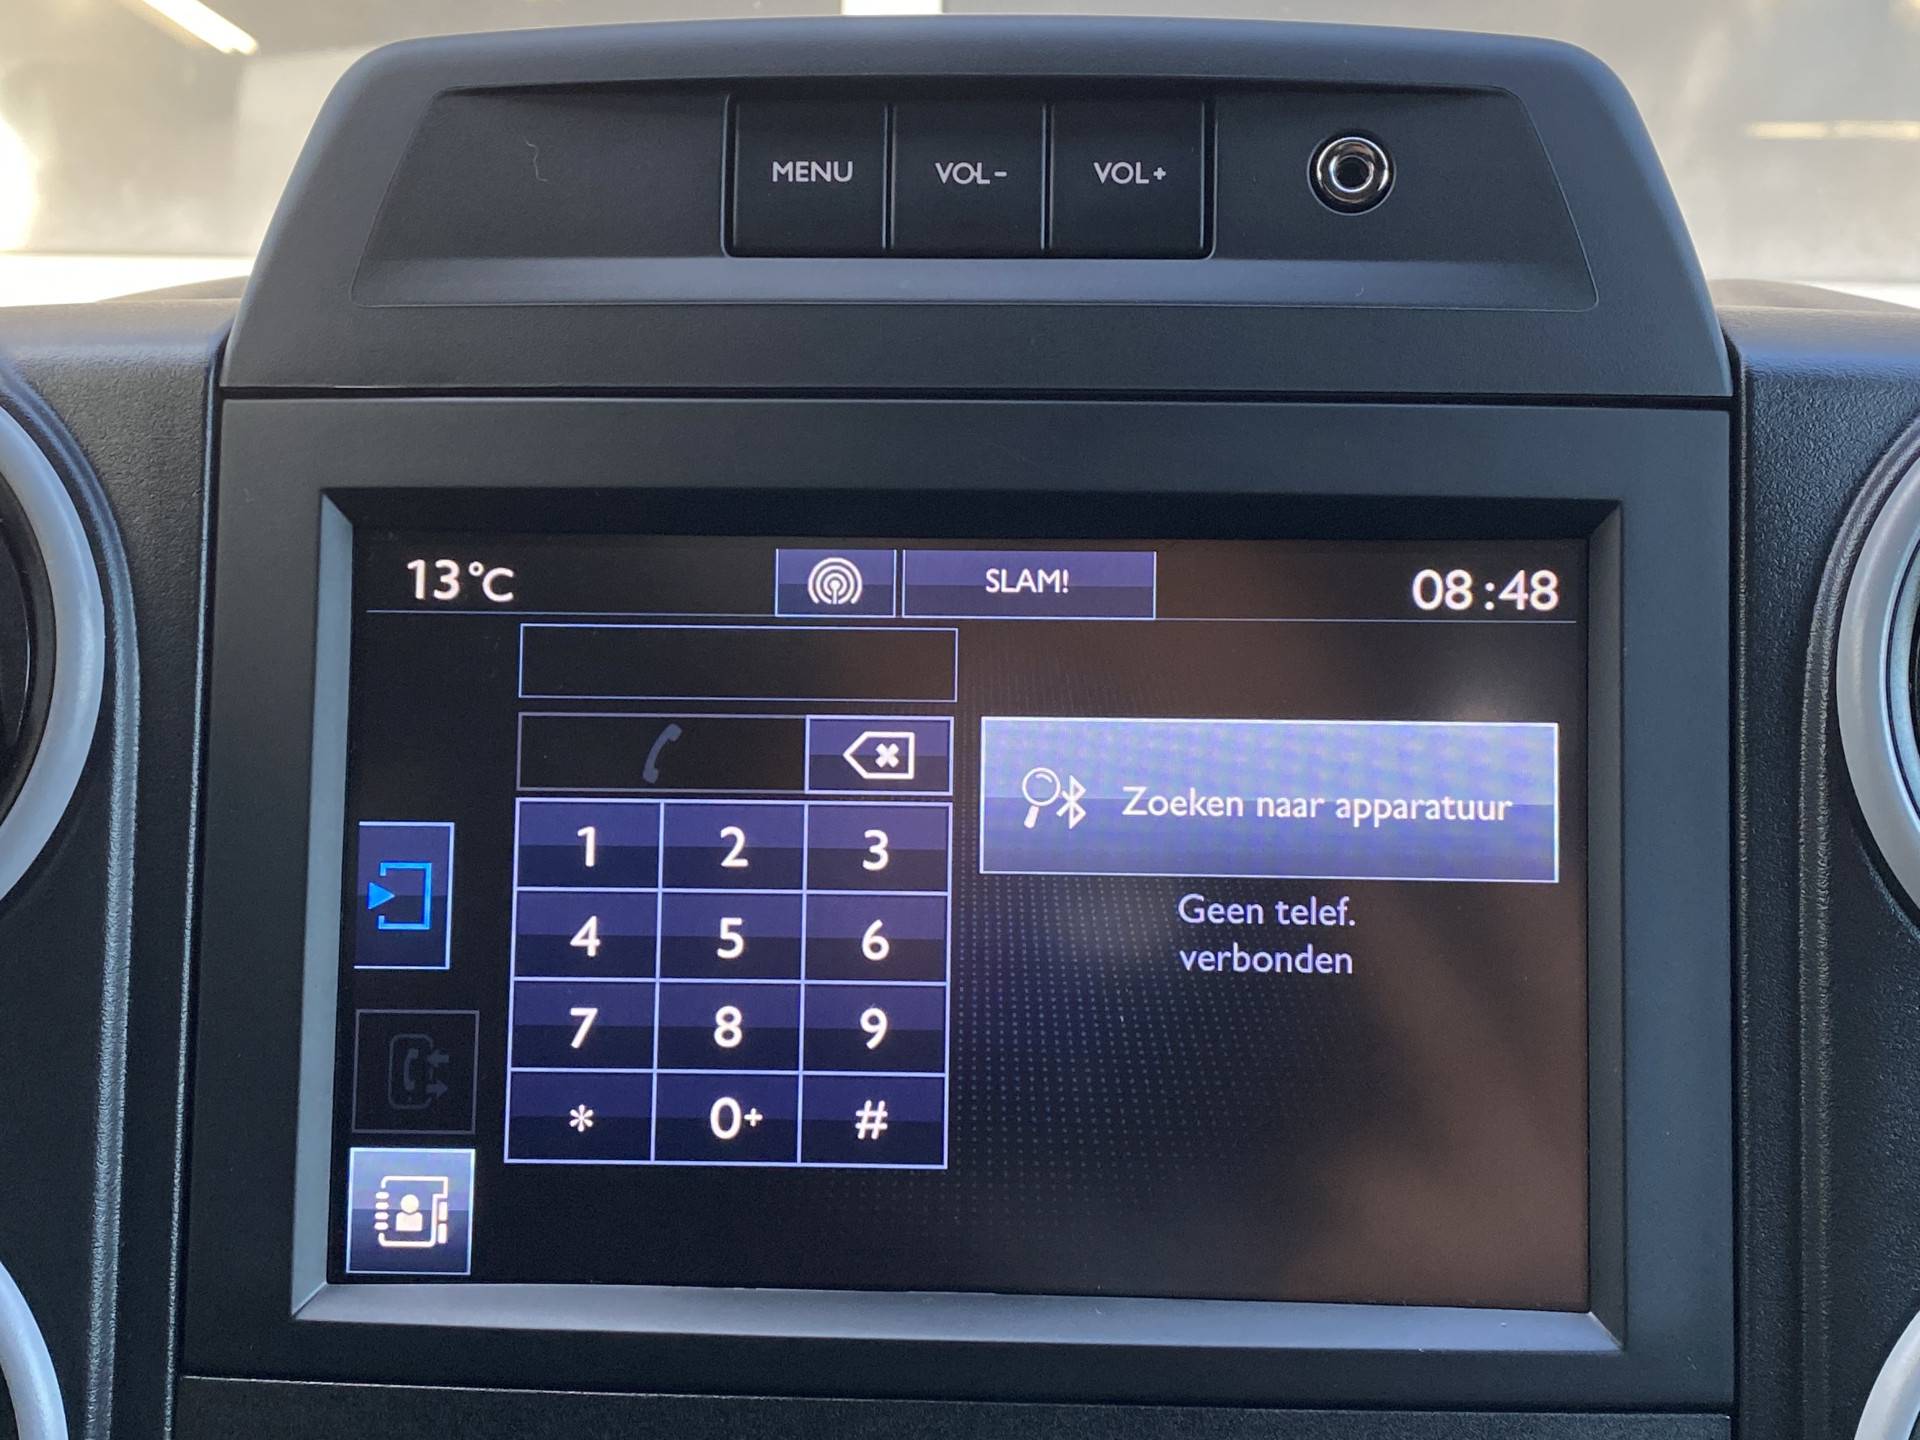 MENU VOL- VOL+
13°C SLAM! 08:48
Zoeken naar apparatuur
Geen telef.
verbonden
1 2 3
4 5 6
7 8 9
* 0+ #